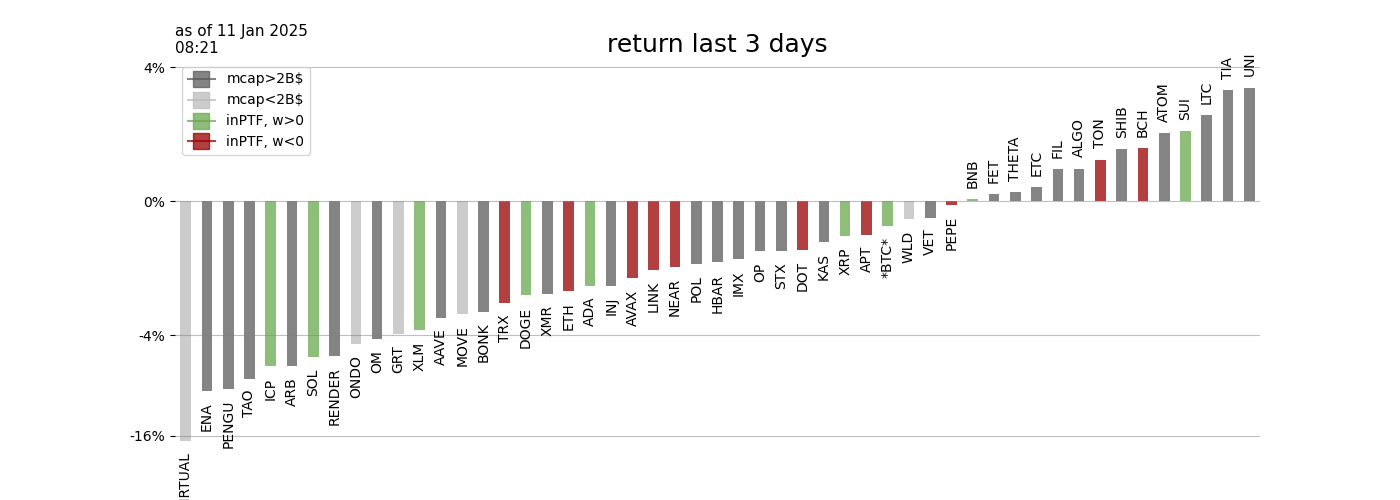 as of 11 Jan 2025
08:21
return last 3 days
mcap>2B$
mcap<2B$
inPTF, w>0
inPTF, w<0
4%
0%
-4%
-16%
RTUAL
ENA
PENGU
TAO
ICP
ARB
SOL
RENDER
ONDO
OM
GRT
XLM
AAVE
MOVE
BONK
TRX
DOGE
XMR
ETH
ADA
INJ
AVAX
LINK
NEAR
POL
HBAR
IMX
OP
STX
DOT
KAS
XRP
APT
*BTC*
WLD
VET
PEPE
BNB
FET
THETA
ETC
FIL
ALGO
TON
SHIB
BCH
ATOM
SUI
LTC
TIA
UNI